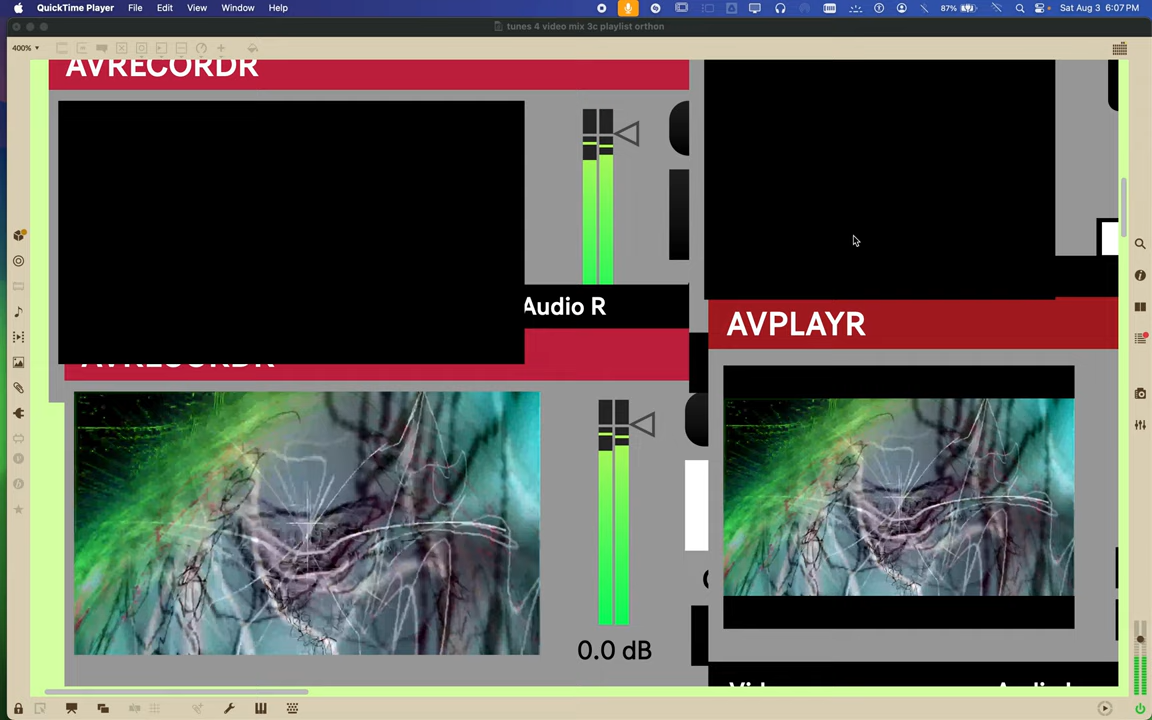 QuickTime Player File Edit View Window Help 87% Sat Aug 3 6:07 PM
tunes 4 video mix 3c playlist orthon
400%
AVRECORDR
Audio R
AVPLAYR
AVRECORDR
0.0 dB